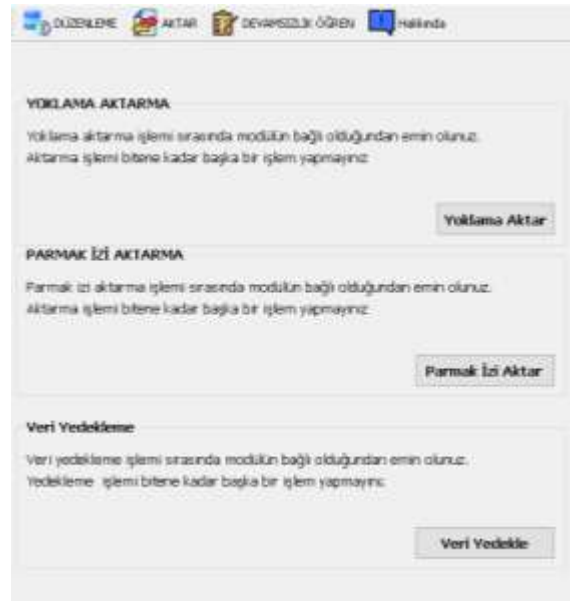 DÜZENLEME AKTAR DEVAMSIZLIK ÖĞREN Hakkında
YOKLAMA AKTARMA
Yoklama aktarma işlemi sırasında modülün bağlı olduğundan emin olunuz.
Aktarma işlemi bitene kadar başka bir işlem yapmayınız
Yoklama Aktar
PARMAK İZİ AKTARMA
Parmak izi aktarma işlemi sırasında modülün bağlı olduğundan emin olunuz.
Aktarma işlemi bitene kadar başka bir işlem yapmayınız
Parmak İzi Aktar
Veri Yedekleme
Veri yedekleme işlemi sırasında modülün bağlı olduğundan emin olunuz.
Yedekleme işlemi bitene kadar başka bir işlem yapmayınız
Veri Yedekle